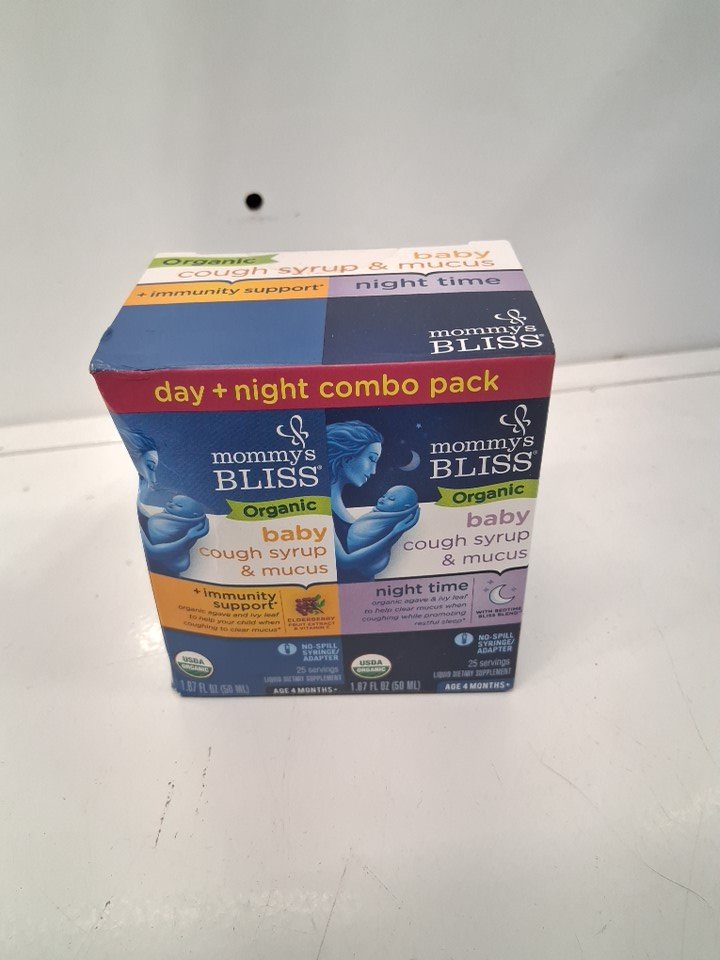 Organic
baby
cough syrup & mucus
+ immunity support*
night time
mommy's
BLISS®
day + night combo pack
mommy's
BLISS®
Organic
baby
cough syrup
& mucus
+ immunity
support*
organic agave and ivy leaf
to help your child when
coughing to clear mucus*
ELDERBERRY
FRUIT EXTRACT
& VITAMIN C
NO-SPILL
SYRINGE/
ADAPTER
USDA
ORGANIC
25 servings
LIQUID DIETARY SUPPLEMENT
1.67 FL OZ (50 ML)
AGE 4 MONTHS+
mommy's
BLISS®
Organic
baby
cough syrup
& mucus
night time
organic agave & ivy leaf
to help clear mucus when
coughing while promoting
restful sleep*
WITH BEDTIME
BLISS BLEND
NO-SPILL
SYRINGE/
ADAPTER
USDA
ORGANIC
25 servings
LIQUID DIETARY SUPPLEMENT
1.67 FL OZ (50 ML)
AGE 4 MONTHS+